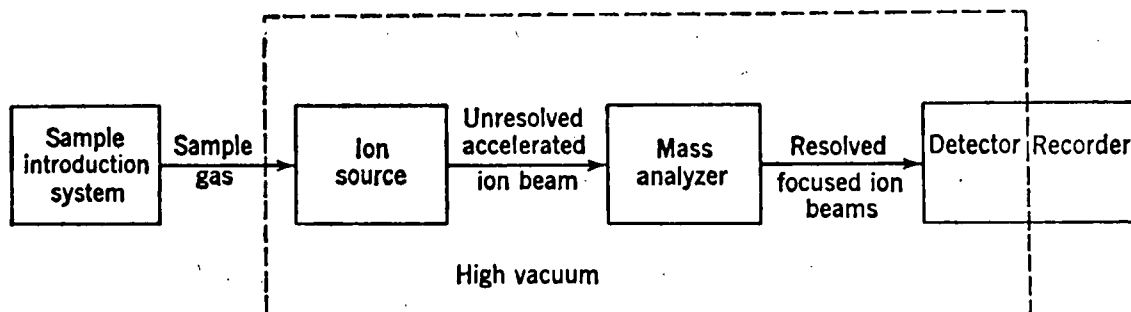 Sample
introduction
system
Sample
gas
Ion
source
Unresolved
accelerated
ion beam
Mass
analyzer
Resolved
focused ion
beams
Detector
Recorder
High vacuum